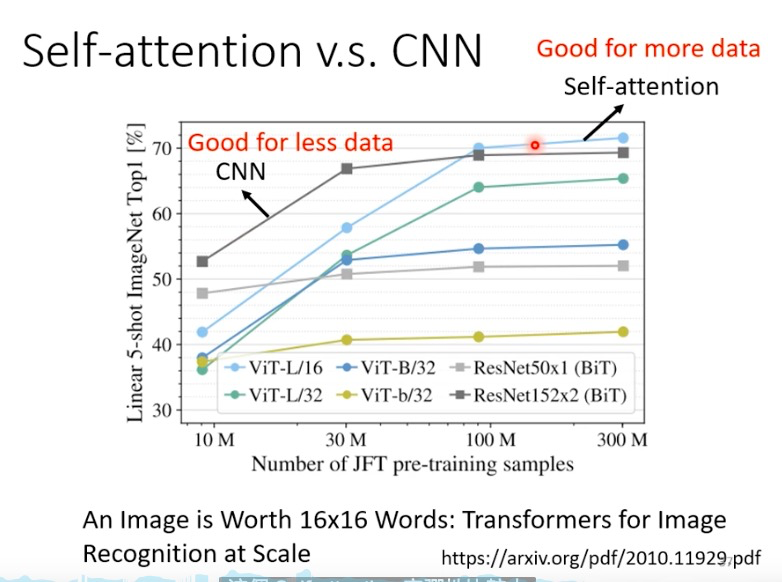 Self-attention v.s. CNN
Good for more data
Self-attention
Good for less data
CNN
Linear 5-shot ImageNet Top1 [%]
70
60
50
40
30
ViT-L/16 ViT-B/32 ResNet50x1 (BiT)
ViT-L/32 ViT-b/32 ResNet152x2 (BiT)
10 M 30 M 100 M 300 M
Number of JFT pre-training samples
An Image is Worth 16x16 Words: Transformers for Image
Recognition at Scale
https://arxiv.org/pdf/2010.11929.pdf